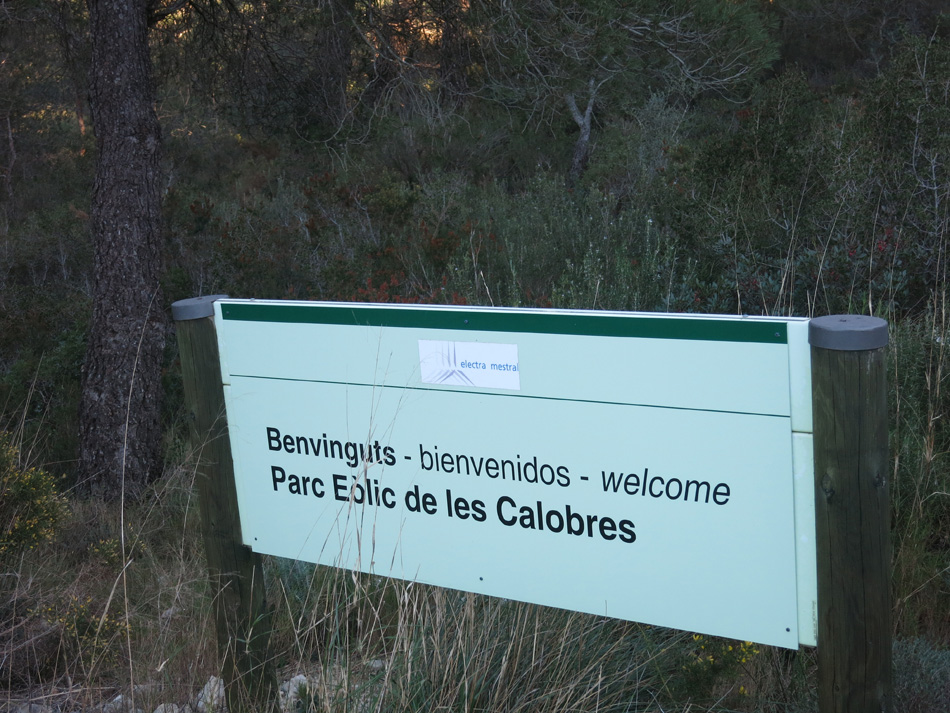 electra mestral
Benvinguts - bienvenidos - welcome
Parc Eòlic de les Calobres